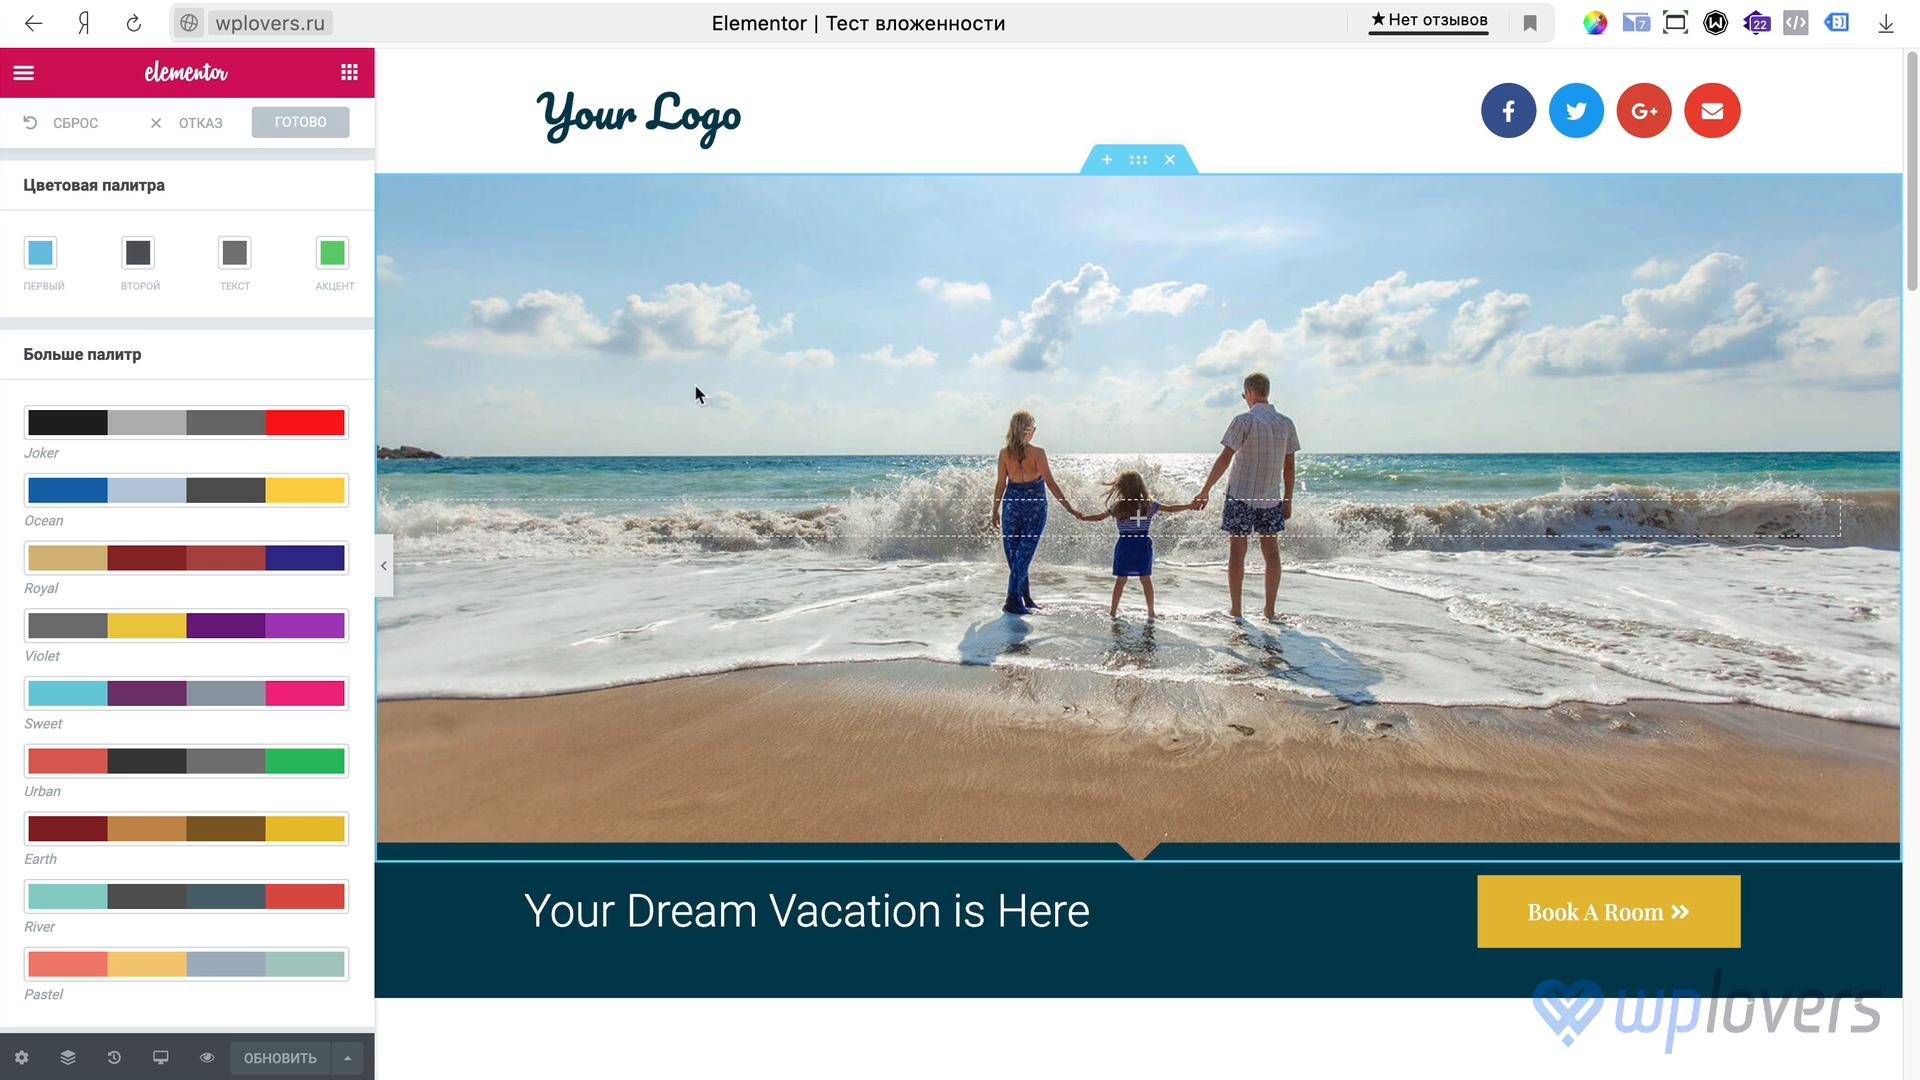 wplovers.ru
Elementor | Тест вложенности
★Нет отзывов
7
22
elementor
СБРОС
ОТКАЗ
ГОТОВО
Цветовая палитра
ПЕРВЫЙ
ВТОРОЙ
ТЕКСТ
АКЦЕНТ
Больше палитр
Joker
Ocean
Royal
Violet
Sweet
Urban
Earth
River
Pastel
ОБНОВИТЬ
Your Logo
Your Dream Vacation is Here
Book A Room
wplovers